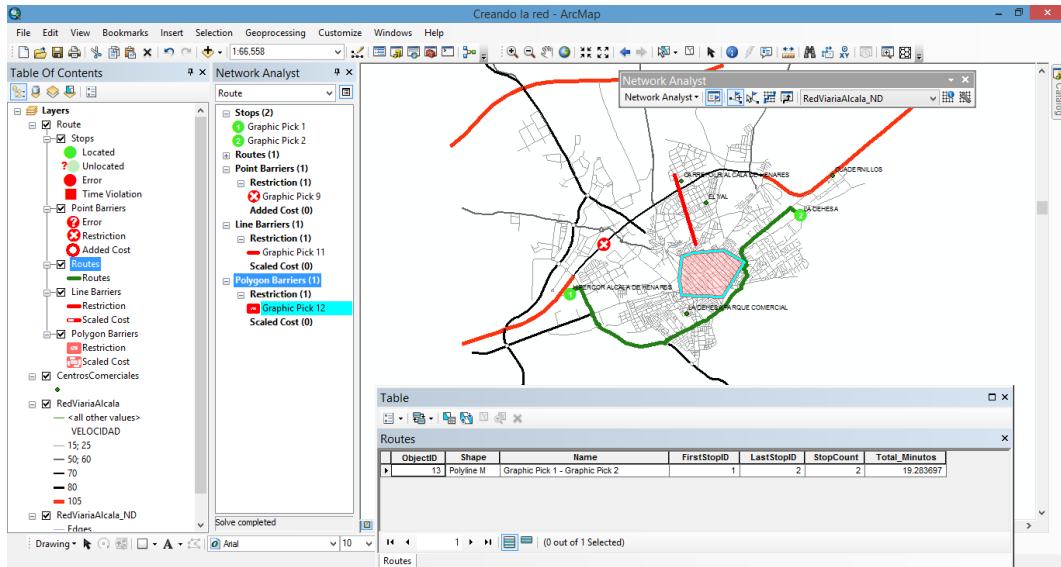 Creando la red - ArcMap
File Edit View Bookmarks Insert Selection Geoprocessing Customize Windows Help
1:66,558
Table Of Contents
Layers
Route
Stops
Located
Unlocated
Error
Time Violation
Point Barriers
Error
Restriction
Added Cost
Routes
Routes
Line Barriers
Restriction
Scaled Cost
Polygon Barriers
Restriction
Scaled Cost
CentrosComerciales
RedViariaAlcala
<all other values>
VELOCIDAD
15; 25
50; 60
70
80
105
RedViariaAlcala_ND
Edges
Network Analyst
Route
Stops (2)
1 Graphic Pick 1
2 Graphic Pick 2
Routes (1)
Point Barriers (1)
Restriction (1)
Graphic Pick 9
Added Cost (0)
Line Barriers (1)
Restriction (1)
Graphic Pick 11
Scaled Cost (0)
Polygon Barriers (1)
Restriction (1)
Graphic Pick 12
Scaled Cost (0)
Solve completed
Network Analyst
Network Analyst RedViariaAlcala_ND
Catalog
CUADERNILLOS
EL VAL
LA DEHESA
2
1
Table
Routes
ObjectID Shape Name FirstStopID LastStopID StopCount Total_Minutos
13 Polyline M Graphic Pick 1 - Graphic Pick 2 1 2 2 19.283697
1 (0 out of 1 Selected)
Routes
Drawing A Arial 10